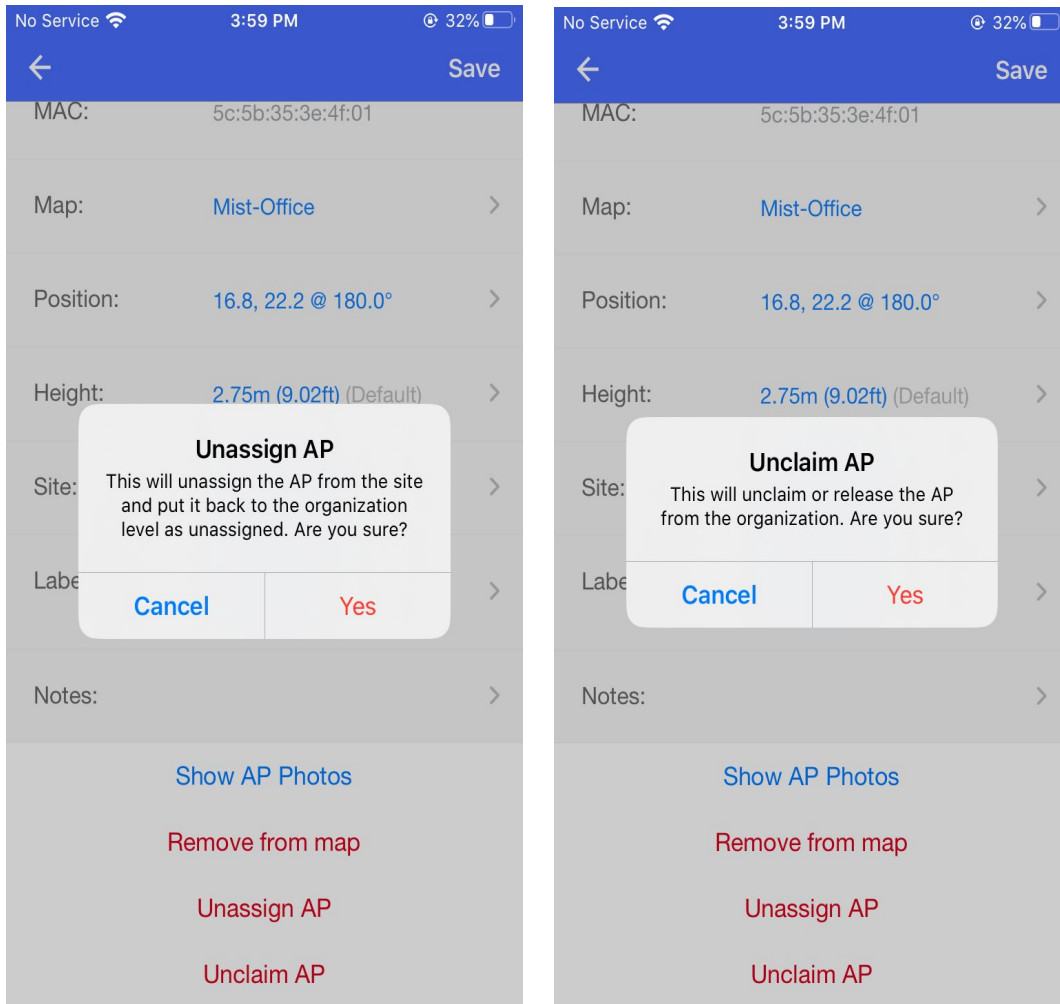 No Service 3:59 PM 32%
Save
MAC: 5c:5b:35:3e:4f:01
Map: Mist-Office
Position: 16.8, 22.2 @ 180.0°
Height: 2.75m (9.02ft) (Default)
Unassign AP
This will unassign the AP from the site
and put it back to the organization
level as unassigned. Are you sure?
Site:
Labe
Cancel Yes
Notes:
Show AP Photos
Remove from map
Unassign AP
Unclaim AP
No Service 3:59 PM 32%
Save
MAC: 5c:5b:35:3e:4f:01
Map: Mist-Office
Position: 16.8, 22.2 @ 180.0°
Height: 2.75m (9.02ft) (Default)
Unclaim AP
This will unclaim or release the AP
from the organization. Are you sure?
Site:
Labe
Cancel Yes
Notes:
Show AP Photos
Remove from map
Unassign AP
Unclaim AP